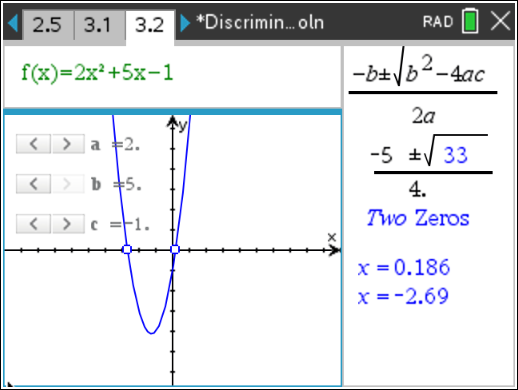 2.5 3.1 3.2 *Discrimin...oln RAD
f(x)=2x²+5x−1
y
a =2.
b =5.
c =-1.
x
-b±√b²-4ac
2a
-5 ±√33
4.
Two Zeros
x = 0.186
x = -2.69